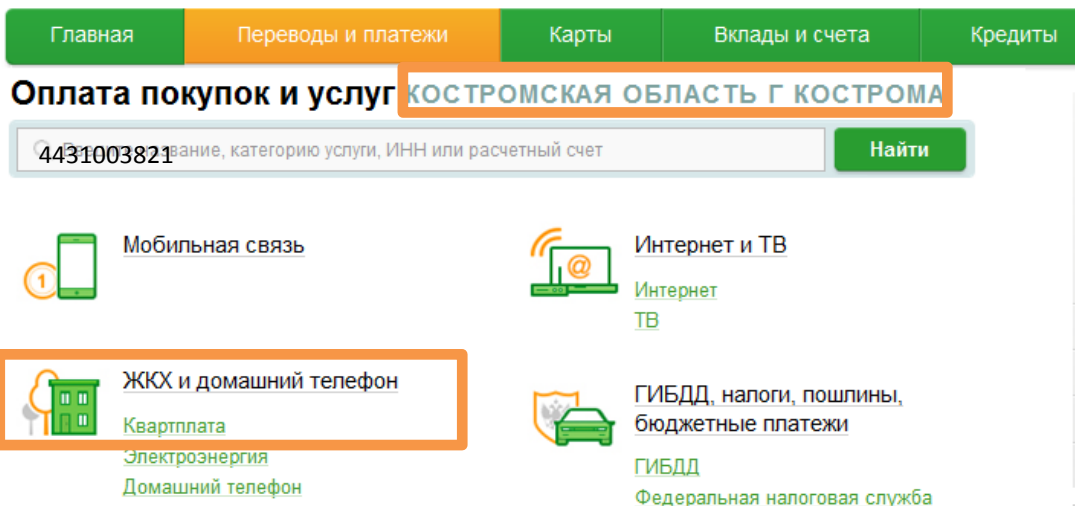 Главная Переводы и платежи Карты Вклады и счета Кредиты
Оплата покупок и услуг КОСТРОМСКАЯ ОБЛАСТЬ Г КОСТРОМА
4431003821 название, категорию услуги, ИНН или расчетный счет Найти
Мобильная связь
1
Интернет и ТВ
@
Интернет
ТВ
ЖКХ и домашний телефон
Квартплата
Электроэнергия
Домашний телефон
ГИБДД, налоги, пошлины,
бюджетные платежи
ГИБДД
Федеральная налоговая служба